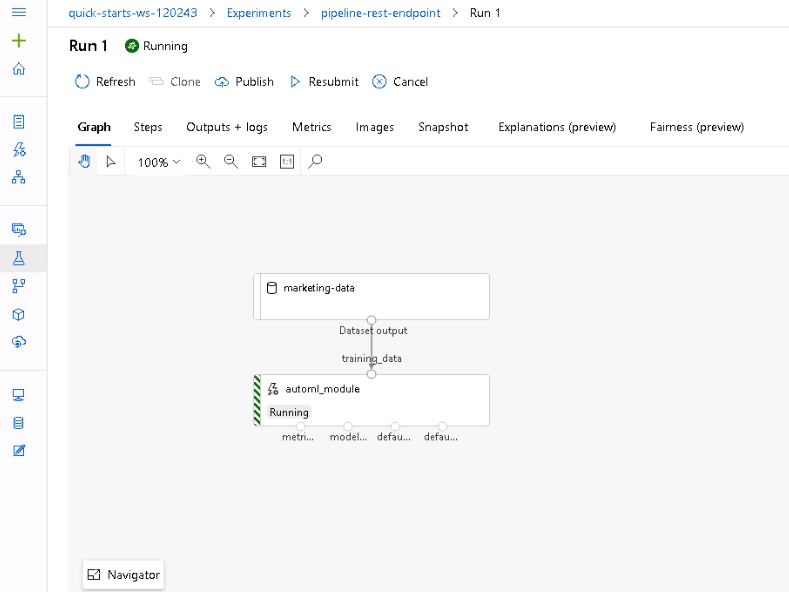 quick-starts-ws-120243 > Experiments > pipeline-rest-endpoint > Run 1
Run 1 Running
Refresh Clone Publish Resubmit Cancel
Graph Steps Outputs + logs Metrics Images Snapshot Explanations (preview) Fairness (preview)
100% 1:1
marketing-data
Dataset output
training_data
automl_module
Running
metri... model... defau... defau...
Navigator